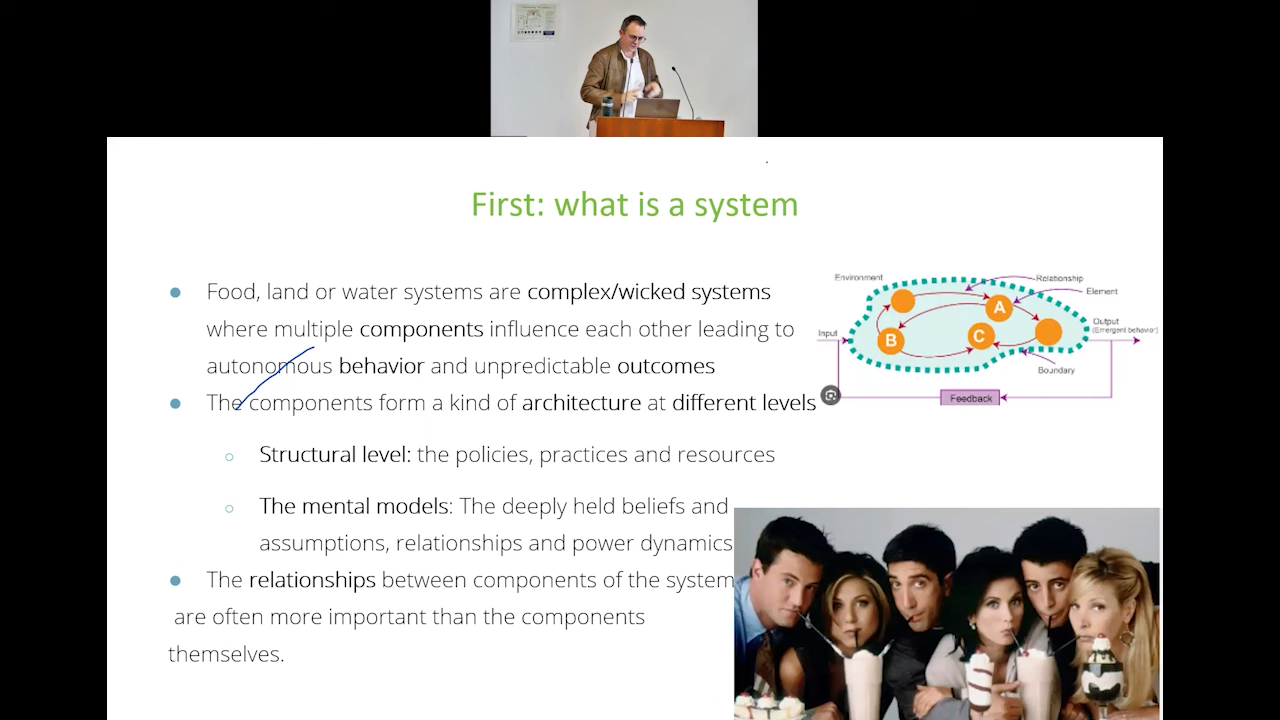 First: what is a system
● Food, land or water systems are complex/wicked systems
where multiple components influence each other leading to
autonomous behavior and unpredictable outcomes
● The components form a kind of architecture at different levels
○ Structural level: the policies, practices and resources
○ The mental models: The deeply held beliefs and
assumptions, relationships and power dynamics
● The relationships between components of the system
are often more important than the components
themselves.
Environment
Relationship
Element
A
Input
B
C
Output
(Emergent behavior)
Boundary
Feedback